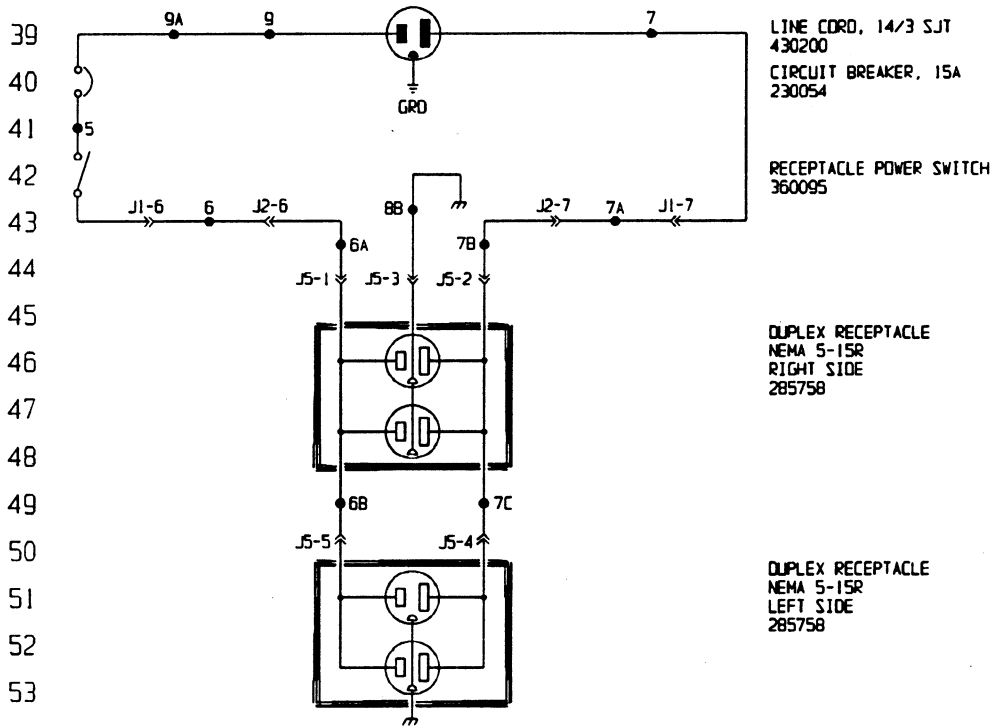 39 9A 9 7 LINE CORD, 14/3 SJT
430200
40 CIRCUIT BREAKER, 15A
230054
GRD
41 5
42 RECEPTACLE POWER SWITCH
360095
43 J1-6 6 J2-6 8B J2-7 7A J1-7
6A 7B
44 J5-1 J5-3 J5-2
45 DUPLEX RECEPTACLE
NEMA 5-15R
46 RIGHT SIDE
285758
47
48
49 6B 7C
50 J5-5 J5-4
DUPLEX RECEPTACLE
NEMA 5-15R
51 LEFT SIDE
285758
52
53